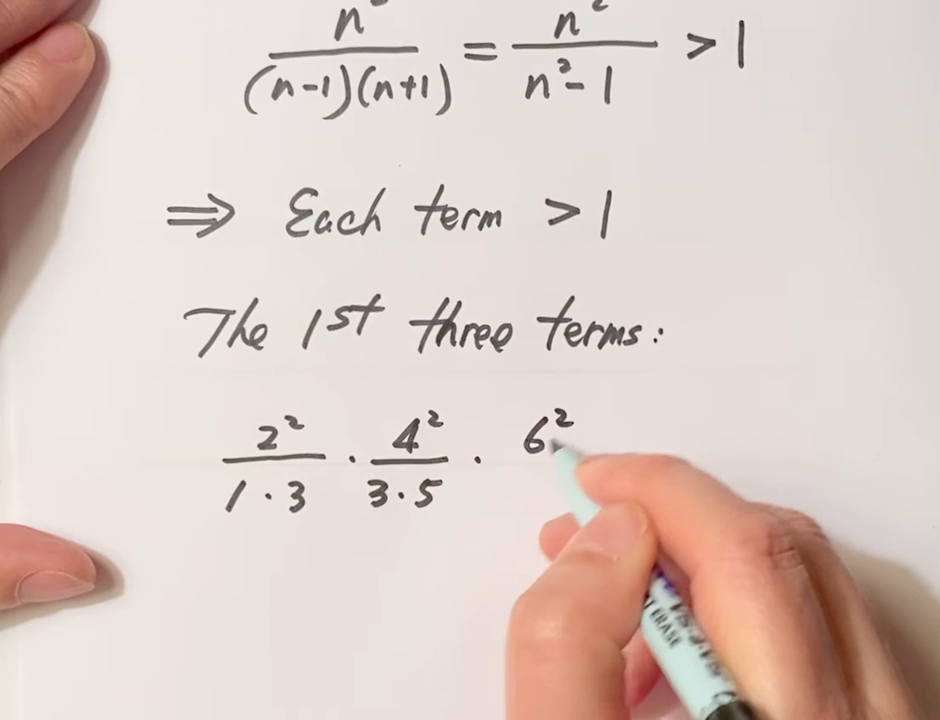 n² / (n-1)(n+1) = n² / n²-1 > 1
⇒ Each term > 1
The 1st three terms:
2² / 1·3 · 4² / 3·5 · 6²
ERASE